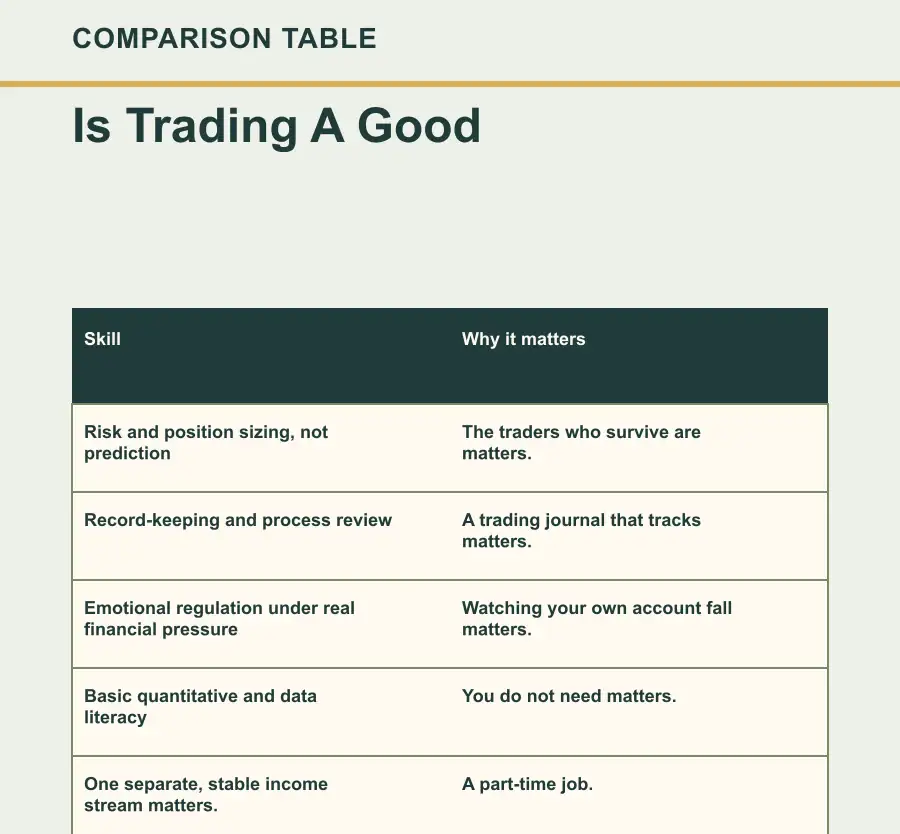 COMPARISON TABLE
Is Trading A Good
Skill
Why it matters
Risk and position sizing, not
prediction
The traders who survive are
matters.
Record-keeping and process review
A trading journal that tracks
matters.
Emotional regulation under real
financial pressure
Watching your own account fall
matters.
Basic quantitative and data
literacy
You do not need matters.
One separate, stable income
stream matters.
A part-time job.